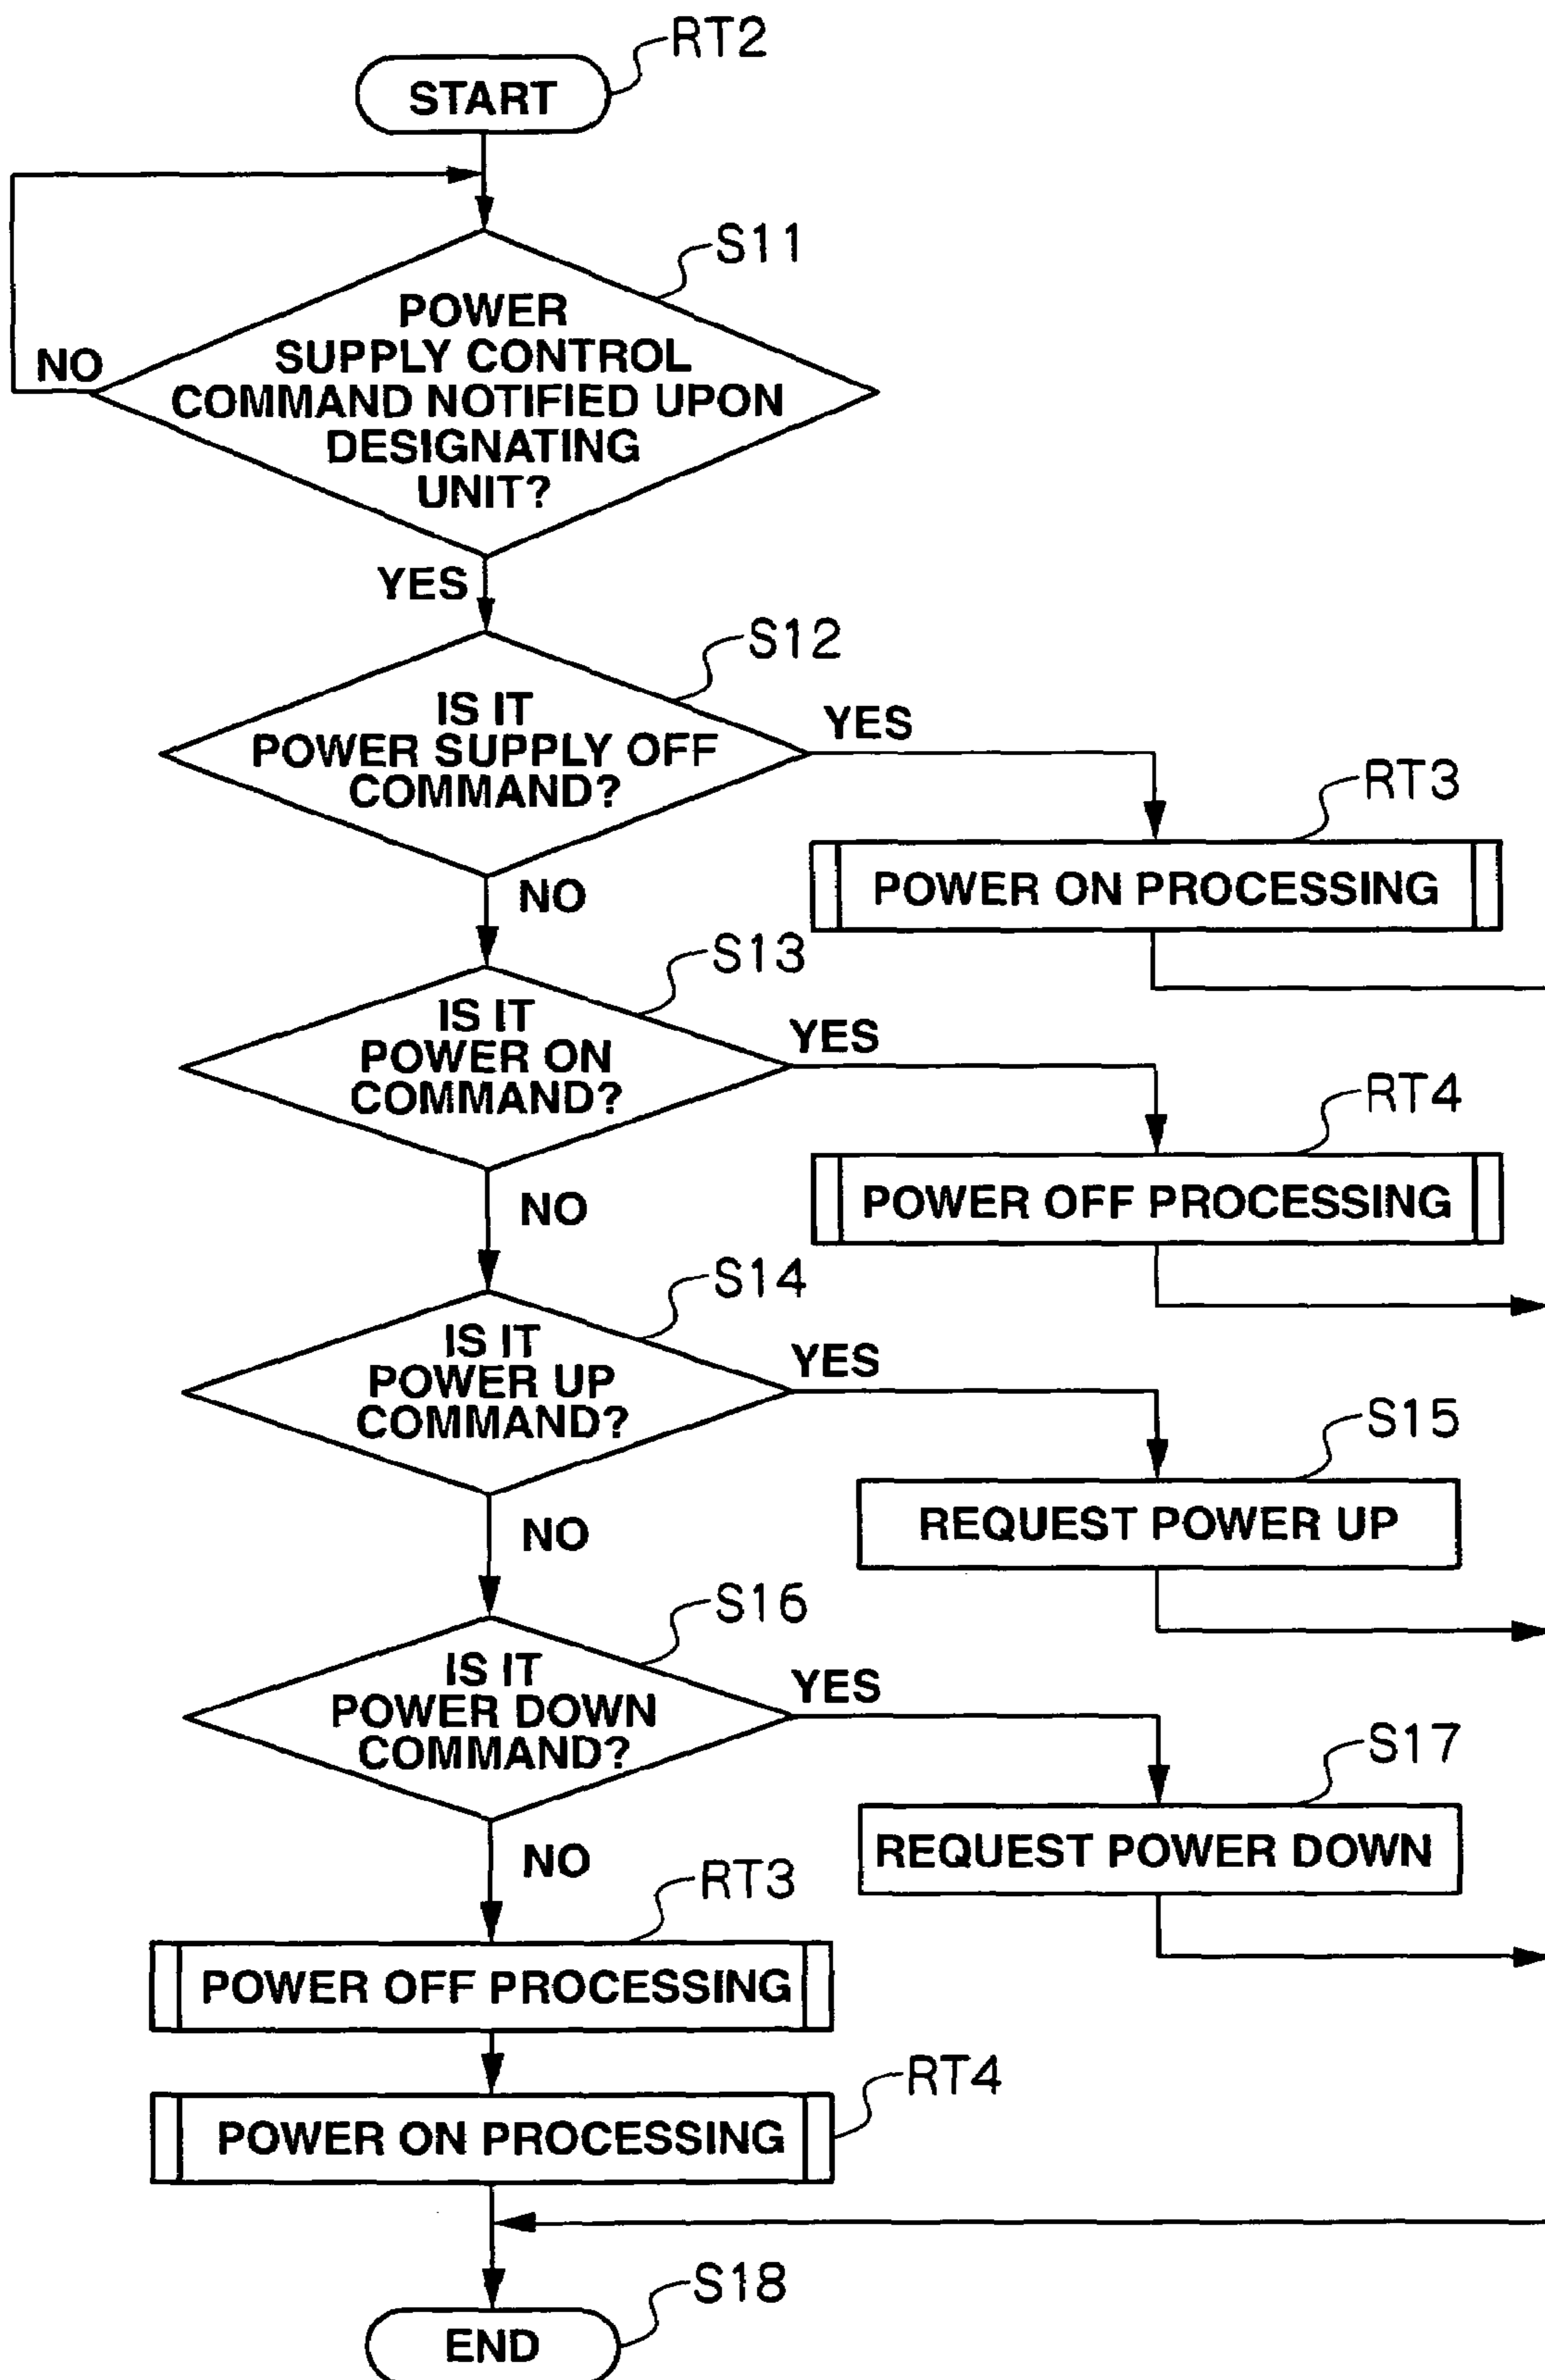 RT2
START
S11
POWER
SUPPLY CONTROL
COMMAND NOTIFIED UPON
DESIGNATING
UNIT?
NO
YES
S12
IS IT
POWER SUPPLY OFF
COMMAND?
YES
RT3
POWER ON PROCESSING
NO
S13
IS IT
POWER ON
COMMAND?
YES
RT4
POWER OFF PROCESSING
NO
S14
IS IT
POWER UP
COMMAND?
YES
S15
REQUEST POWER UP
NO
S16
IS IT
POWER DOWN
COMMAND?
YES
S17
REQUEST POWER DOWN
NO
RT3
POWER OFF PROCESSING
RT4
POWER ON PROCESSING
S18
END